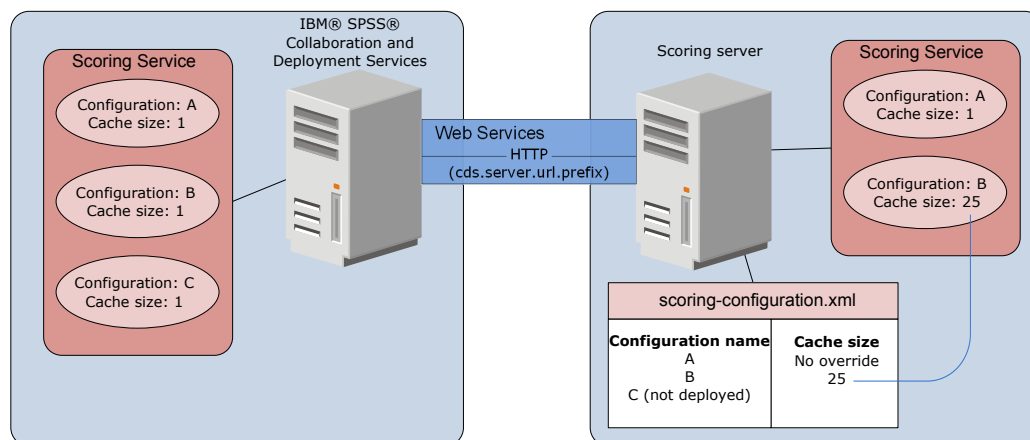 IBM® SPSS®
Collaboration and
Deployment Services
Scoring Service
Configuration: A
Cache size: 1
Configuration: B
Cache size: 1
Configuration: C
Cache size: 1
Web Services
HTTP
(cds.server.url.prefix)
Scoring server
Scoring Service
Configuration: A
Cache size: 1
Configuration: B
Cache size: 25
scoring-configuration.xml
Configuration name
A
B
C (not deployed)
Cache size
No override
25